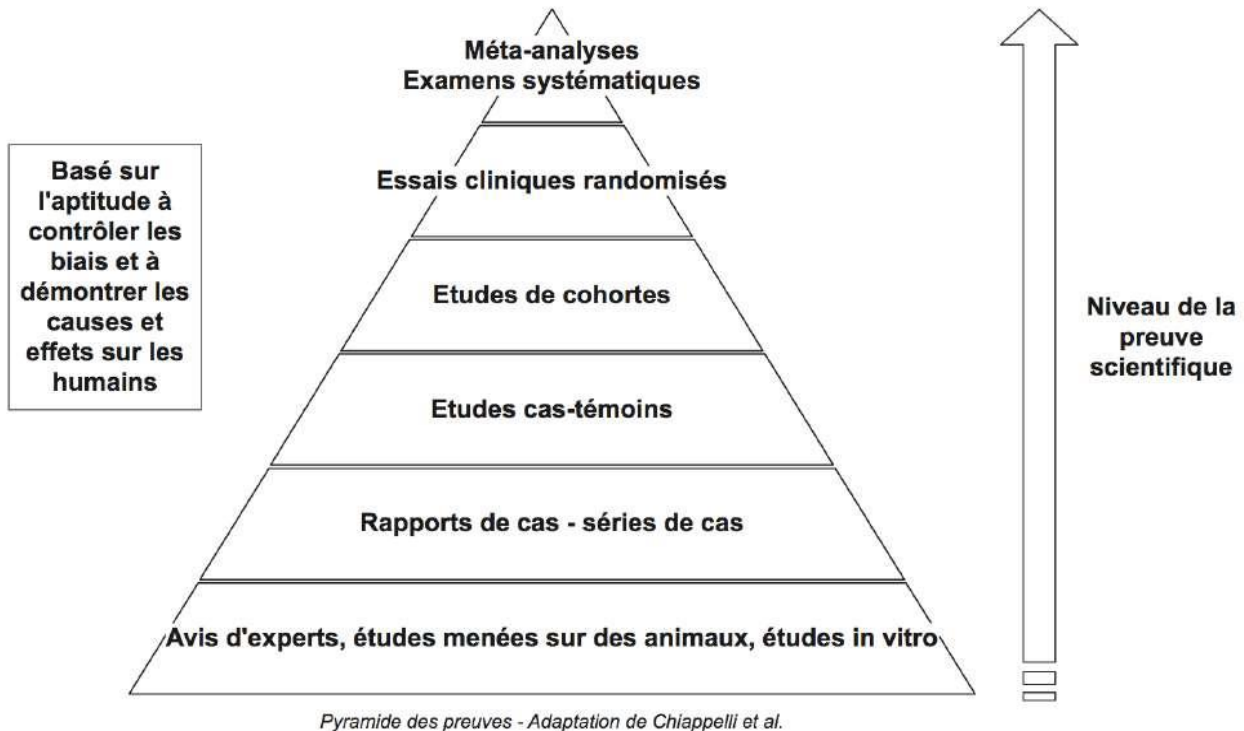 Méta-analyses
Examens systématiques
Essais cliniques randomisés
Basé sur
l'aptitude à
contrôler les
biais et à
démontrer les
causes et
effets sur les
humains
Etudes de cohortes
Etudes cas-témoins
Rapports de cas - séries de cas
Avis d'experts, études menées sur des animaux, études in vitro
Niveau de la
preuve
scientifique
Pyramide des preuves - Adaptation de Chiappelli et al.